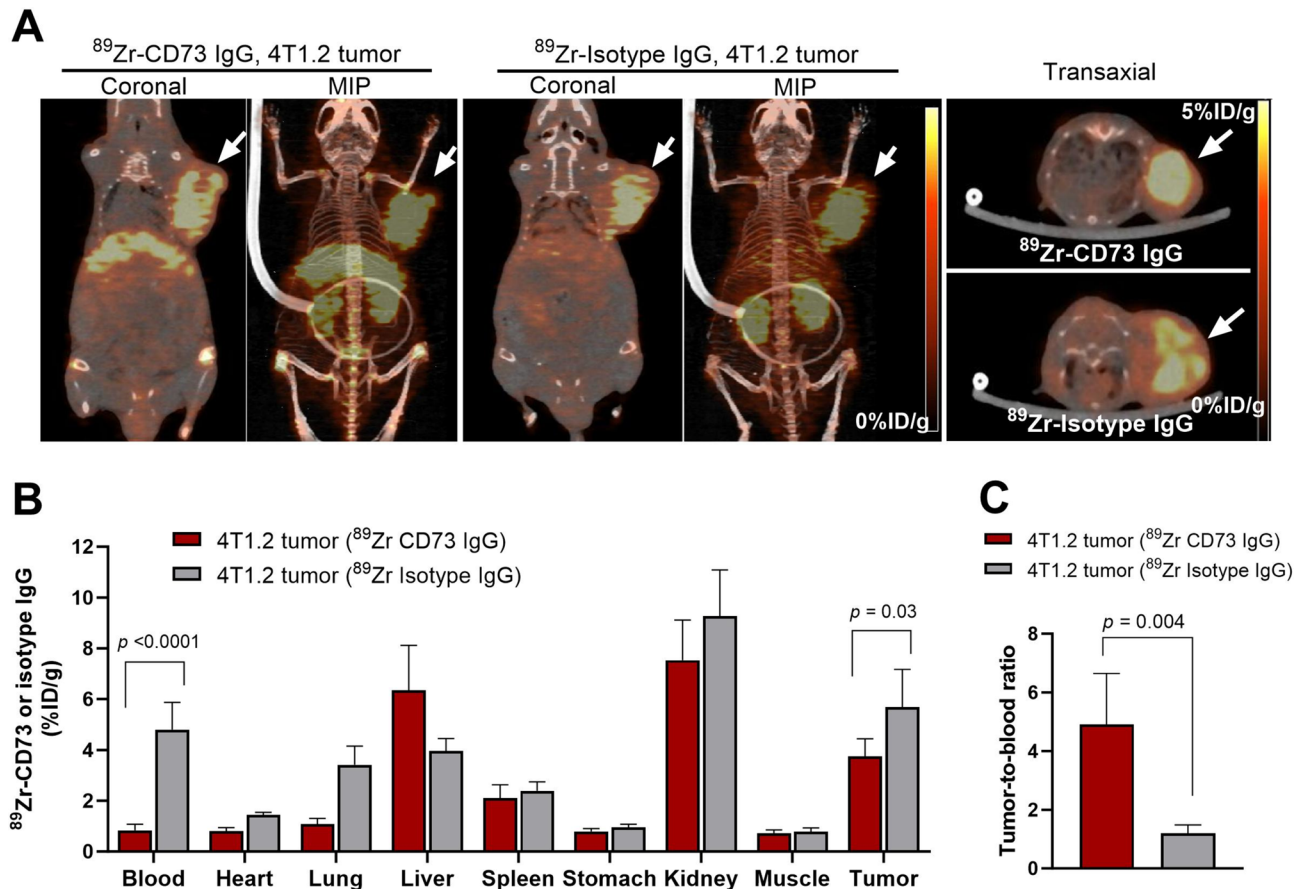 A
⁸⁹Zr-CD73 IgG, 4T1.2 tumor
⁸⁹Zr-Isotype IgG, 4T1.2 tumor
Coronal
MIP
Coronal
MIP
Transaxial
0%ID/g
5%ID/g
⁸⁹Zr-CD73 IgG
0%ID/g
⁸⁹Zr-Isotype IgG
B
4T1.2 tumor (⁸⁹Zr CD73 IgG)
4T1.2 tumor (⁸⁹Zr Isotype IgG)
⁸⁹Zr-CD73 or isotype IgG
(%ID/g)
12
10
8
6
4
2
0
p <0.0001
p = 0.03
Blood Heart Lung Liver Spleen Stomach Kidney Muscle Tumor
C
4T1.2 tumor (⁸⁹Zr CD73 IgG)
4T1.2 tumor (⁸⁹Zr Isotype IgG)
p = 0.004
Tumor-to-blood ratio
8
6
4
2
0